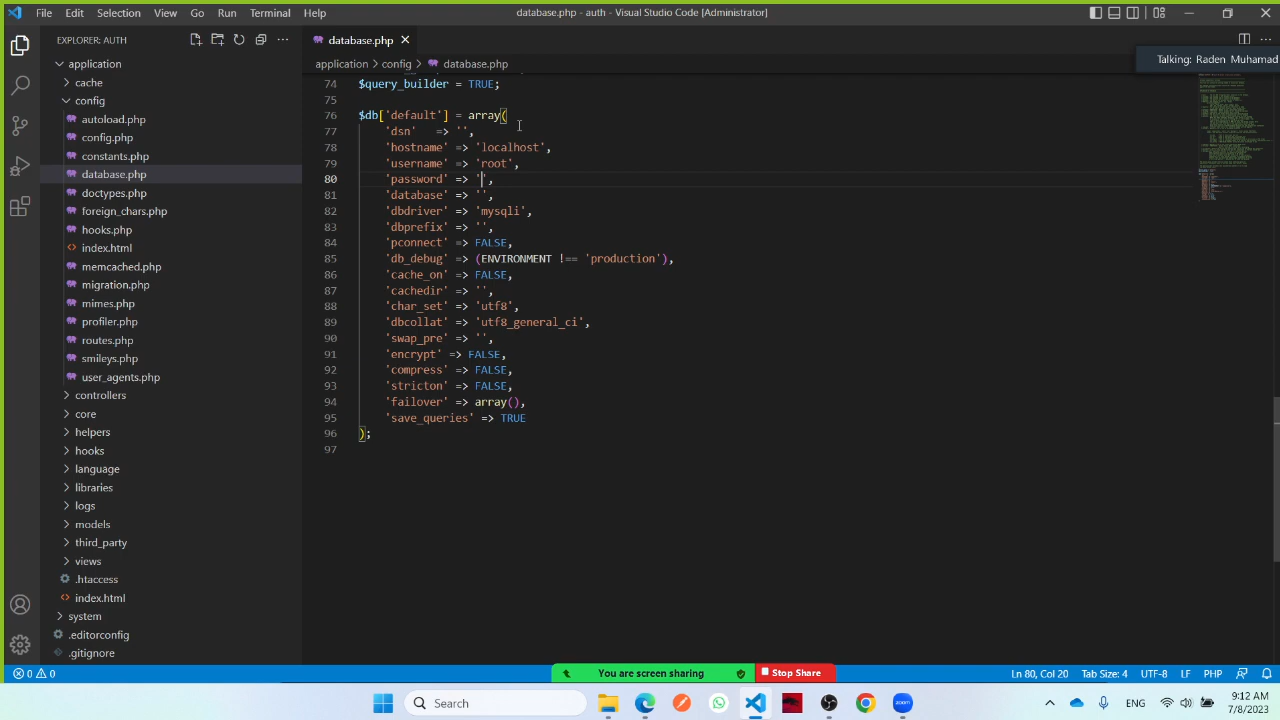 File Edit Selection View Go Run Terminal Help
database.php - auth - Visual Studio Code [Administrator]
EXPLORER: AUTH
database.php
Talking: Raden Muhamad
application > config > database.php
application
cache
config
autoload.php
config.php
constants.php
database.php
doctypes.php
foreign_chars.php
hooks.php
index.html
memcached.php
migration.php
mimes.php
profiler.php
routes.php
smileys.php
user_agents.php
controllers
core
helpers
hooks
language
libraries
logs
models
third_party
views
.htaccess
index.html
system
.editorconfig
.gitignore
74 $query_builder = TRUE;
75
76 $db['default'] = array(
77 'dsn' => '',
78 'hostname' => 'localhost',
79 'username' => 'root',
80 'password' => '',
81 'database' => '',
82 'dbdriver' => 'mysqli',
83 'dbprefix' => '',
84 'pconnect' => FALSE,
85 'db_debug' => (ENVIRONMENT !== 'production'),
86 'cache_on' => FALSE,
87 'cachedir' => '',
88 'char_set' => 'utf8',
89 'dbcollat' => 'utf8_general_ci',
90 'swap_pre' => '',
91 'encrypt' => FALSE,
92 'compress' => FALSE,
93 'stricton' => FALSE,
94 'failover' => array(),
95 'save_queries' => TRUE
96 );
97
0 0
You are screen sharing
Stop Share
Ln 80, Col 20 Tab Size: 4 UTF-8 LF PHP
Search
zoom
ENG
9:12 AM
7/8/2023